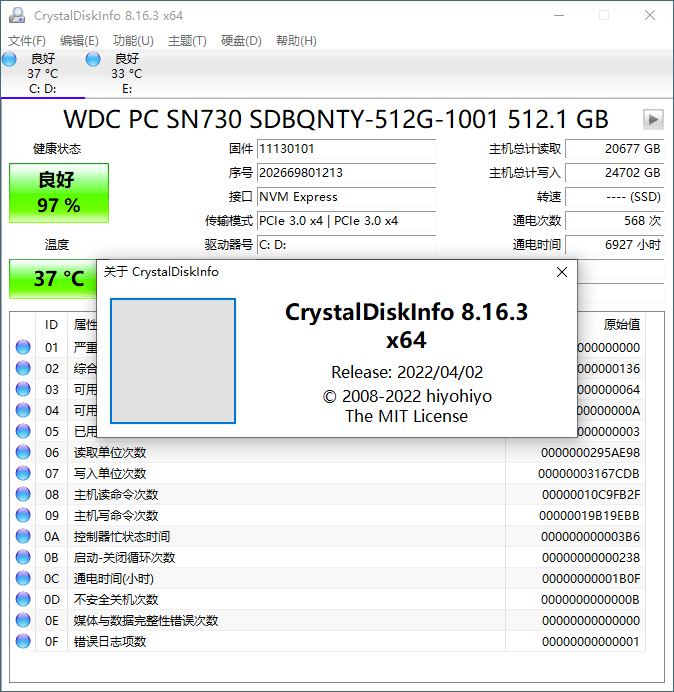 CrystalDiskInfo 8.16.3 x64
文件(F) 编辑(E) 功能(U) 主题(T) 硬盘(D) 帮助(H)
良好 良好
37 °C 33 °C
C: D: E:
WDC PC SN730 SDBQNTY-512G-1001 512.1 GB
健康状态 固件 11130101 主机总计读取 20677 GB
良好 序号 202669801213 主机总计写入 24702 GB
97 % 接口 NVM Express 转速 ---- (SSD)
传输模式 PCIe 3.0 x4 | PCIe 3.0 x4 通电次数 568 次
温度 驱动器号 C: D: 通电时间 6927 小时
37 °C
关于 CrystalDiskInfo
CrystalDiskInfo 8.16.3
x64
Release: 2022/04/02
© 2008-2022 hiyohiyo
The MIT License
ID 属性 原始值
01 严重 000000000
02 综合 000000136
03 可用 000000064
04 可用 00000000A
05 已用 000000003
06 读取单位次数 0000000295AE98
07 写入单位次数 00000003167CDB
08 主机读命令次数 00000010C9FB2F
09 主机写命令次数 00000019B19EBB
0A 控制器忙状态时间 000000000003B6
0B 启动-关闭循环次数 00000000000238
0C 通电时间(小时) 00000000001B0F
0D 不安全关机次数 0000000000000B
0E 媒体与数据完整性错误次数 00000000000000
0F 错误日志项数 00000000000001